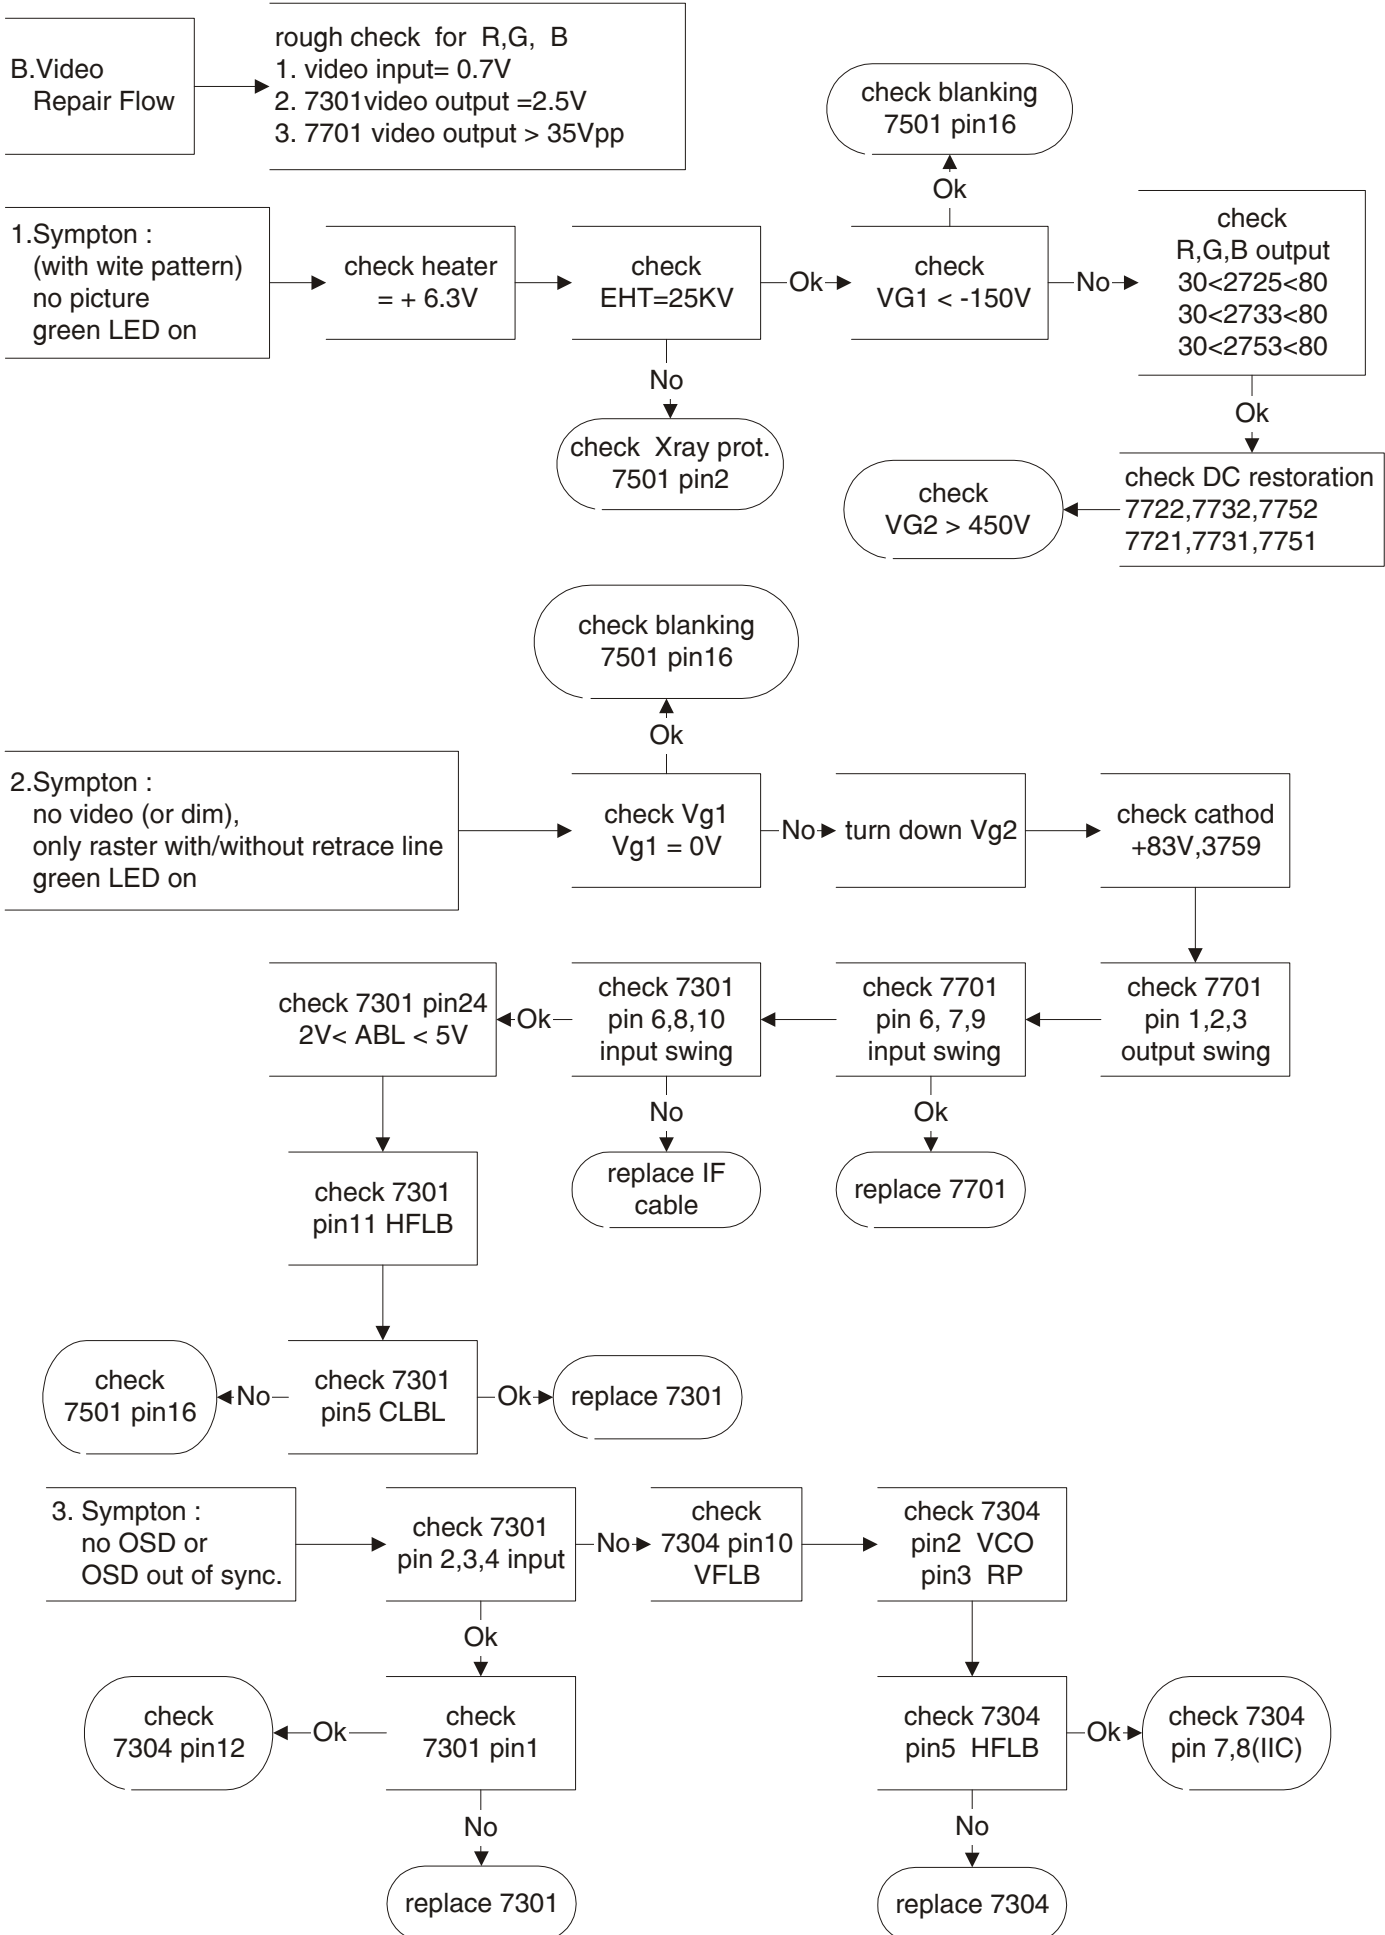 B.Video
Repair Flow
rough check for R,G, B
1. video input= 0.7V
2. 7301video output =2.5V
3. 7701 video output > 35Vpp
check blanking
7501 pin16
Ok
1.Sympton :
(with wite pattern)
no picture
green LED on
check heater
= + 6.3V
check
EHT=25KV
Ok
check
VG1 < -150V
No
check
R,G,B output
30<2725<80
30<2733<80
30<2753<80
No
check Xray prot.
7501 pin2
Ok
check DC restoration
7722,7732,7752
7721,7731,7751
check
VG2 > 450V
check blanking
7501 pin16
Ok
2.Sympton :
no video (or dim),
only raster with/without retrace line
green LED on
check Vg1
Vg1 = 0V
No
turn down Vg2
check cathod
+83V,3759
check 7301 pin24
2V< ABL < 5V
Ok
check 7301
pin 6,8,10
input swing
check 7701
pin 6, 7,9
input swing
check 7701
pin 1,2,3
output swing
No
replace IF
cable
Ok
replace 7701
check 7301
pin11 HFLB
check
7501 pin16
No
check 7301
pin5 CLBL
Ok
replace 7301
3. Sympton :
no OSD or
OSD out of sync.
check 7301
pin 2,3,4 input
No
check
7304 pin10
VFLB
check 7304
pin2 VCO
pin3 RP
Ok
check
7304 pin12
Ok
check
7301 pin1
check 7304
pin5 HFLB
Ok
check 7304
pin 7,8(IIC)
No
replace 7301
No
replace 7304